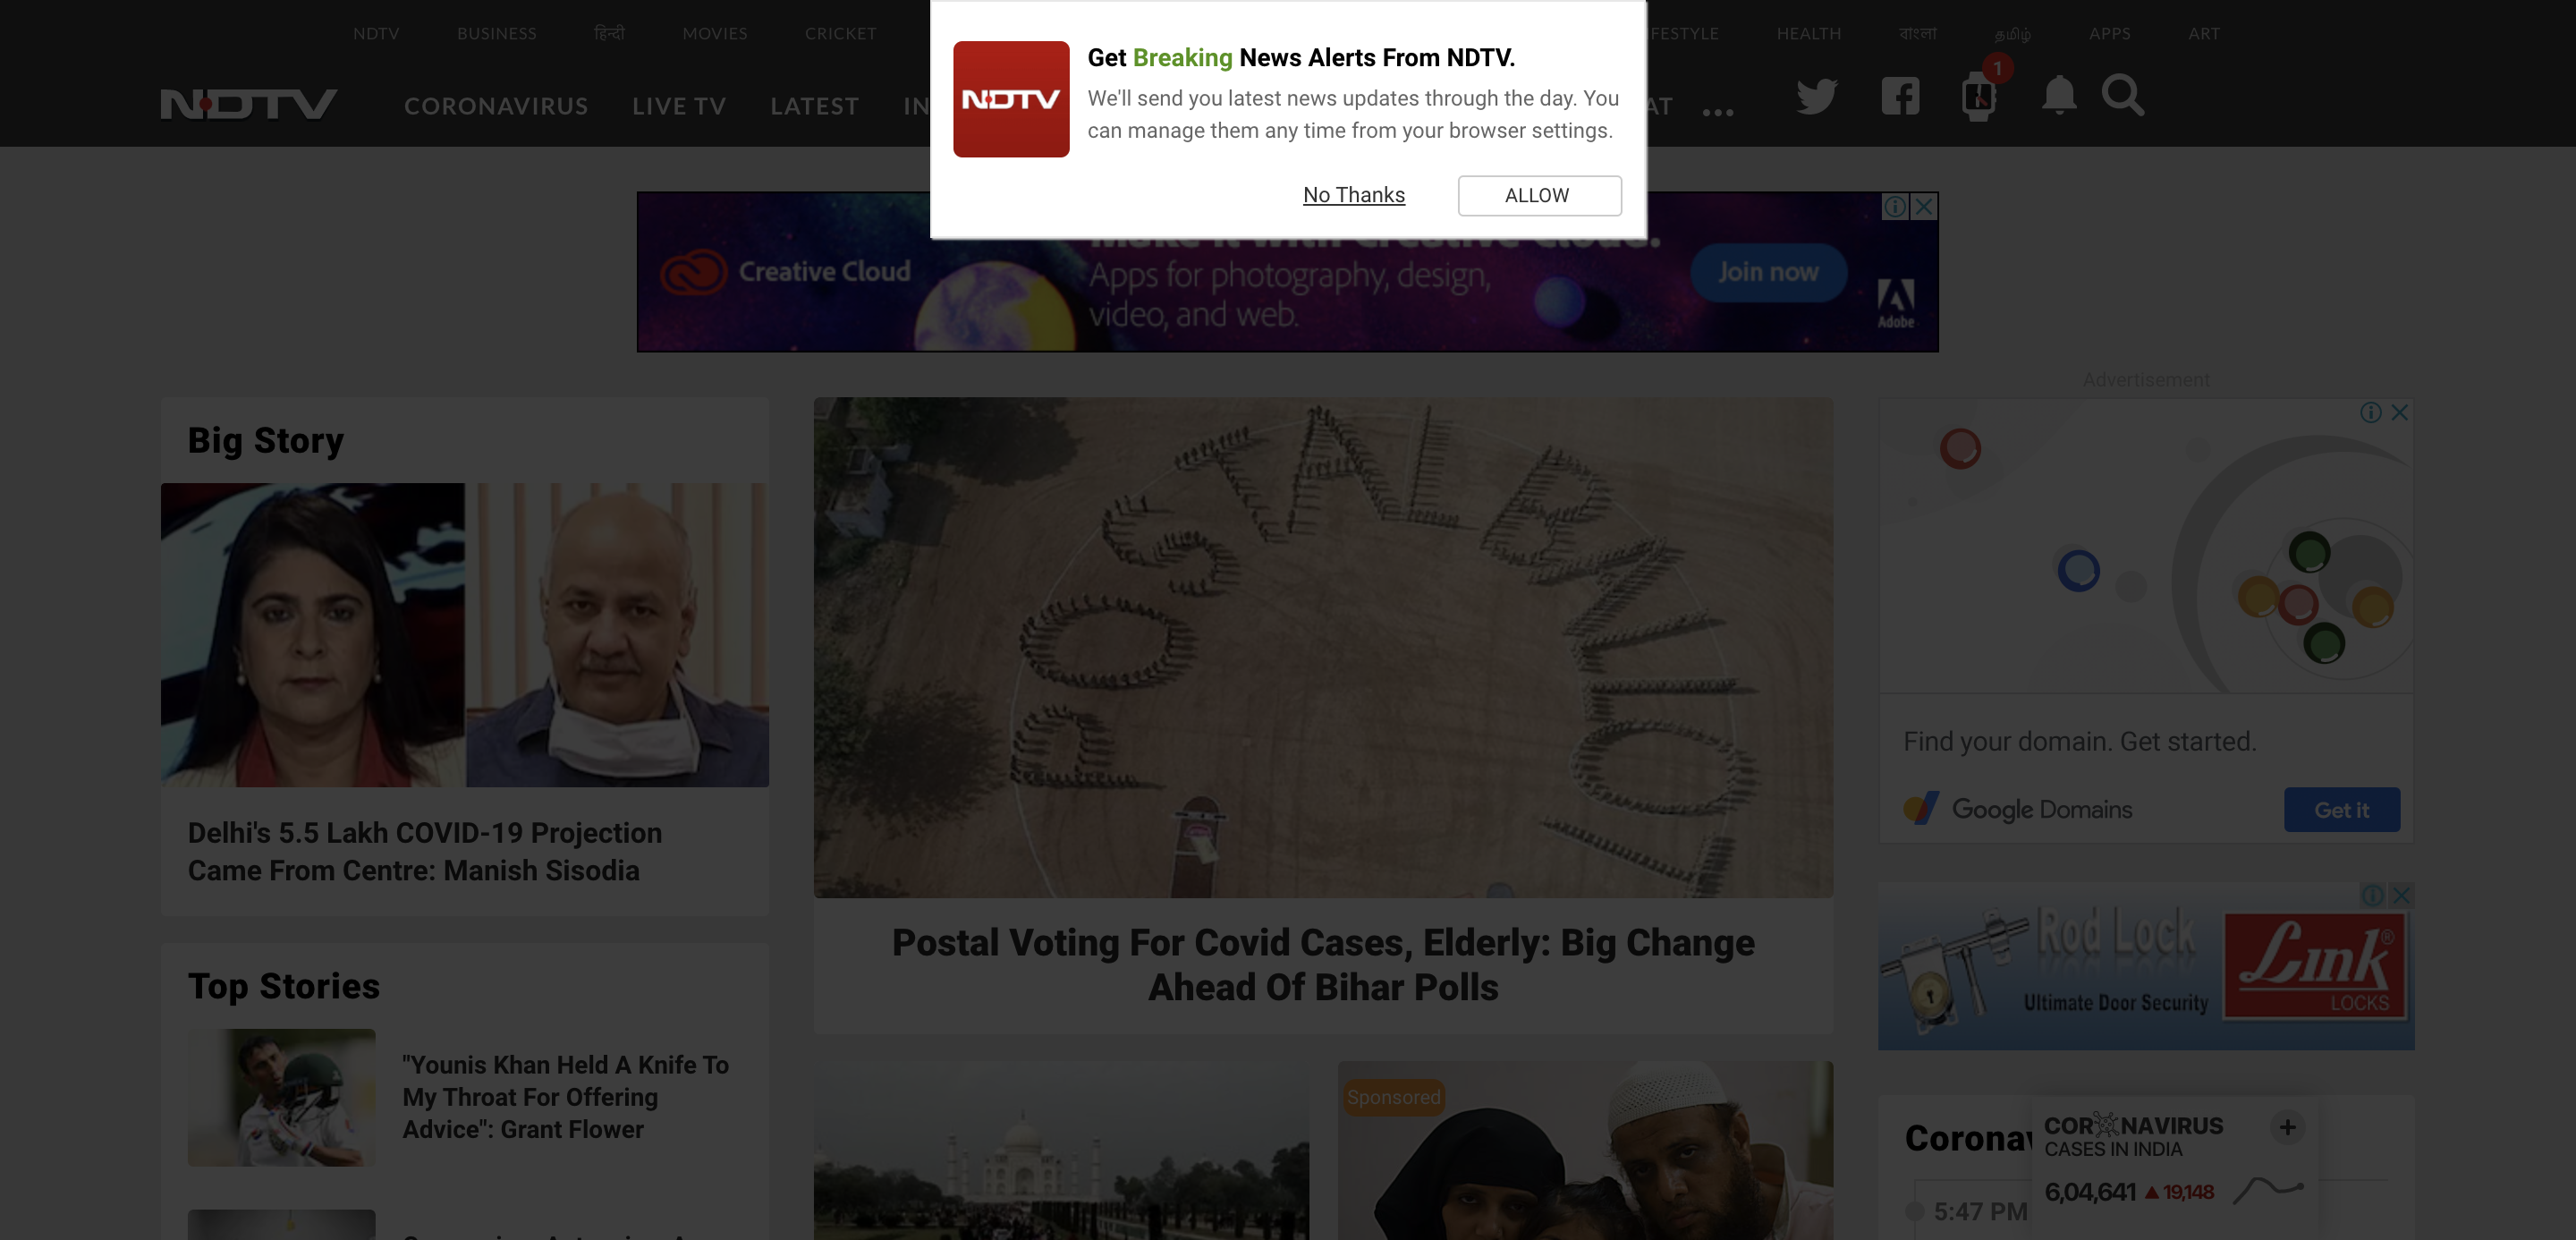 NDTV BUSINESS हिन्दी MOVIES CRICKET FESTYLE HEALTH বাংলা தமிழ் APPS ART
NDTV CORONAVIRUS LIVE TV LATEST IN AT ... 1
NDTV
Get Breaking News Alerts From NDTV.
We'll send you latest news updates through the day. You
can manage them any time from your browser settings.
No Thanks ALLOW
Creative Cloud
Make it with Creative Cloud.
Apps for photography, design,
video, and web.
Join now
Adobe
Advertisement
Big Story
Delhi's 5.5 Lakh COVID-19 Projection
Came From Centre: Manish Sisodia
Top Stories
"Younis Khan Held A Knife To
My Throat For Offering
Advice": Grant Flower
POSTAL BALLOT
Postal Voting For Covid Cases, Elderly: Big Change
Ahead Of Bihar Polls
Sponsored
Find your domain. Get started.
Google Domains Get it
Rod Lock
Ultimate Door Security
Link®
LOCKS
Coronav
5:47 PM
CORONAVIRUS +
CASES IN INDIA
6,04,641 ▲ 19,148